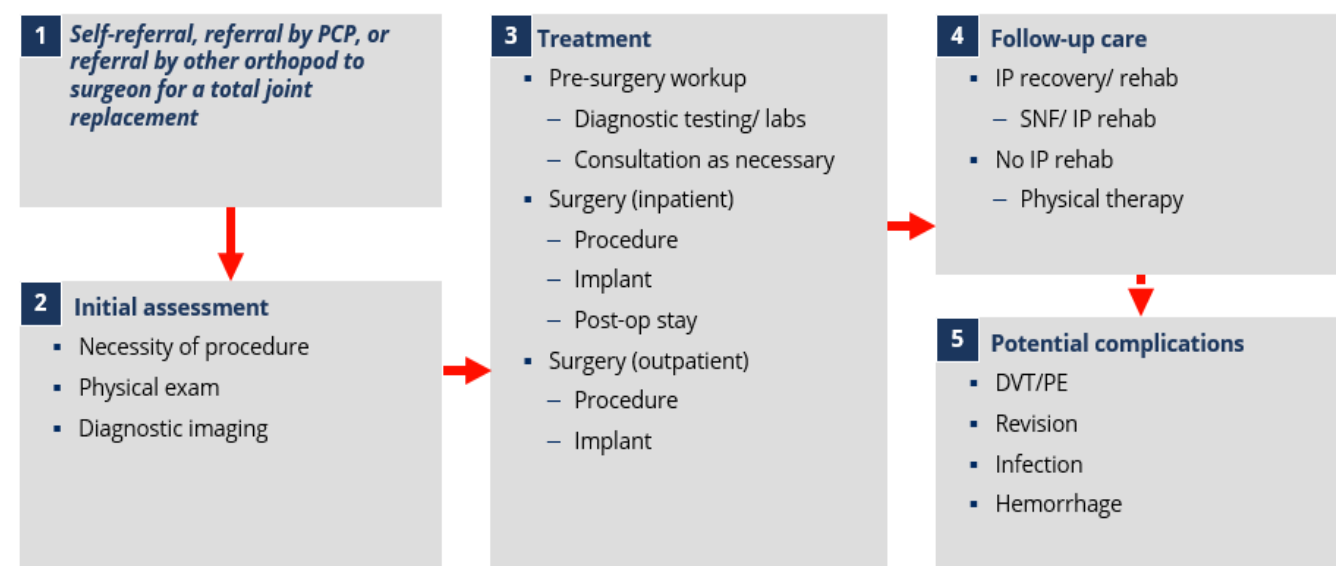 1
Self-referral, referral by PCP, or
referral by other orthopod to
surgeon for a total joint
replacement
2
Initial assessment
▪ Necessity of procedure
▪ Physical exam
▪ Diagnostic imaging
3
Treatment
▪ Pre-surgery workup
– Diagnostic testing/ labs
– Consultation as necessary
▪ Surgery (inpatient)
– Procedure
– Implant
– Post-op stay
▪ Surgery (outpatient)
– Procedure
– Implant
4
Follow-up care
▪ IP recovery/ rehab
– SNF/ IP rehab
▪ No IP rehab
– Physical therapy
5
Potential complications
▪ DVT/PE
▪ Revision
▪ Infection
▪ Hemorrhage